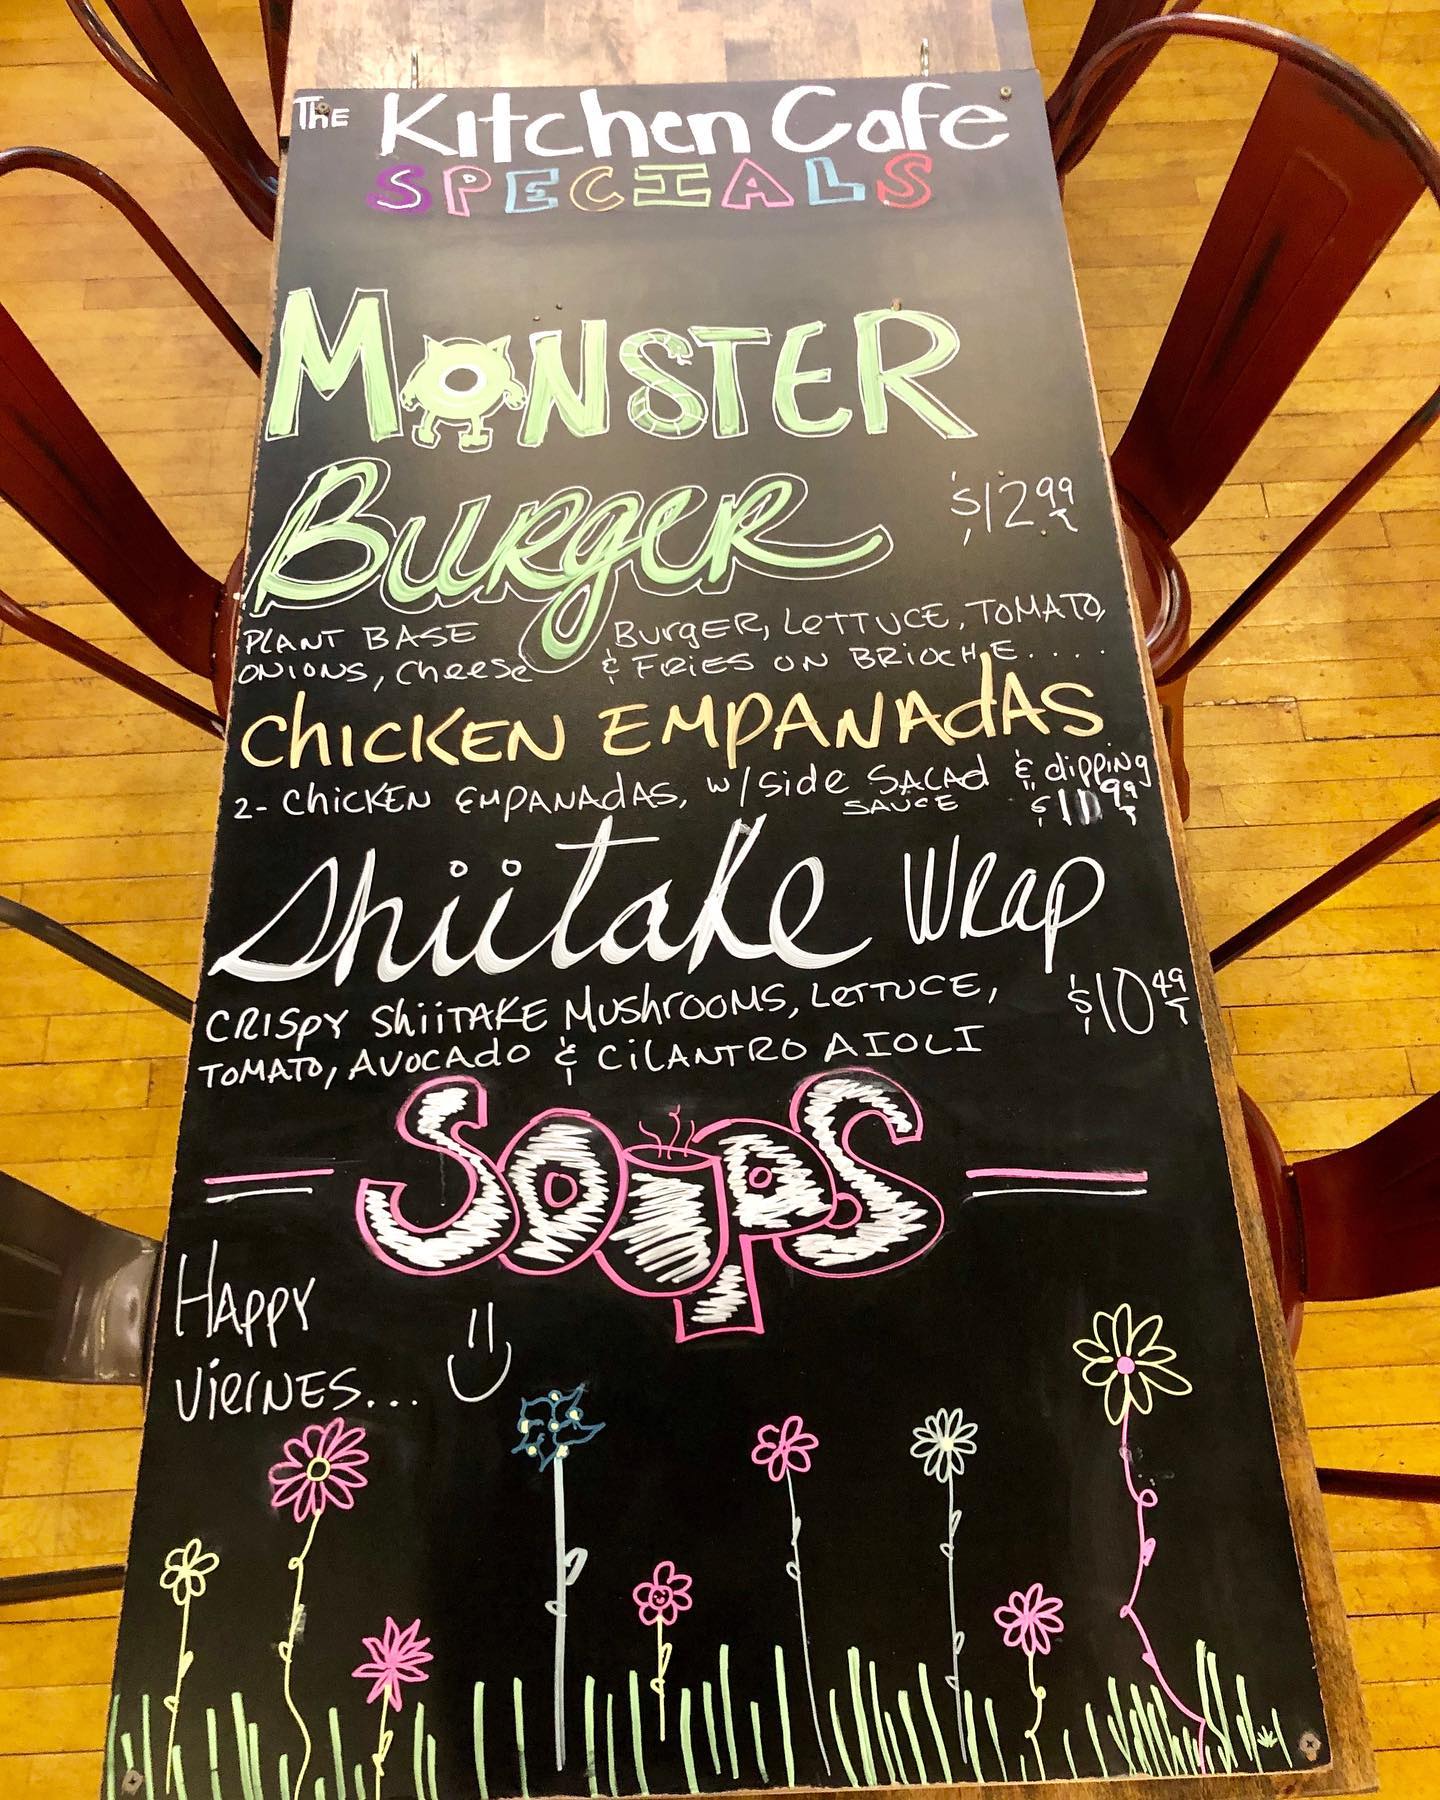 The Kitchen Cafe
SPECIALS
MONSTER
Burger
$12.99
PLANT BASE BurgER, LeTTUCE, TOMATO,
ONIONS, Cheese & FRIES ON BRIOCHE....
ChICKEN EMPANAdAS
2- ChICKEN EMPANAdAS, w/Side SALAd & dipping
SAUCE
Shiitake Wrap
CRISpY ShiiTAKE MushrooMS, LeTTUCE,
$10.49
TOMATO, AVOCAdo & CiLANTRO AIOLI
SOUPS
HAPPY
VierNES...